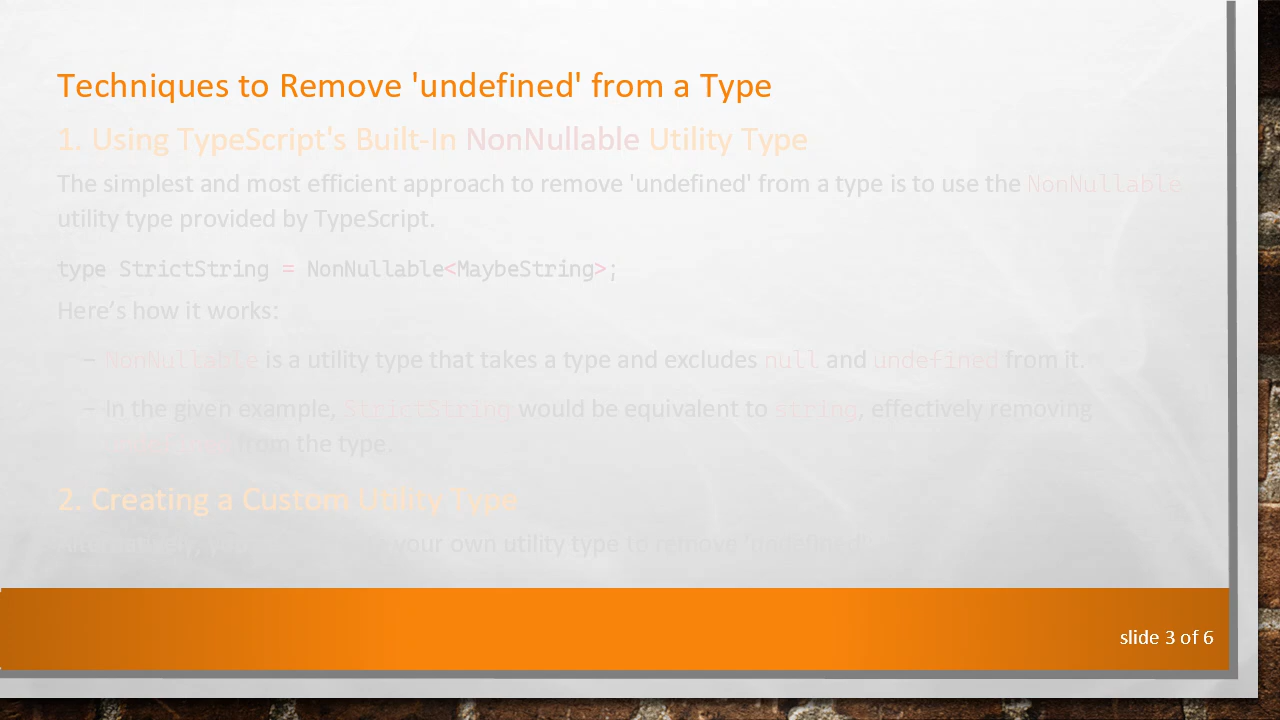 Techniques to Remove 'undefined' from a Type
1. Using TypeScript's Built-In NonNullable Utility Type
The simplest and most efficient approach to remove 'undefined' from a type is to use the NonNullable
utility type provided by TypeScript.
type StrictString = NonNullable<MaybeString>;
Here’s how it works:
– NonNullable is a utility type that takes a type and excludes null and undefined from it.
– In the given example, StrictString would be equivalent to string, effectively removing
from the type.
2. Creating a Custom Utility Type
Alternatively, you your own utility type to remove 'undefined'
slide 3 of 6